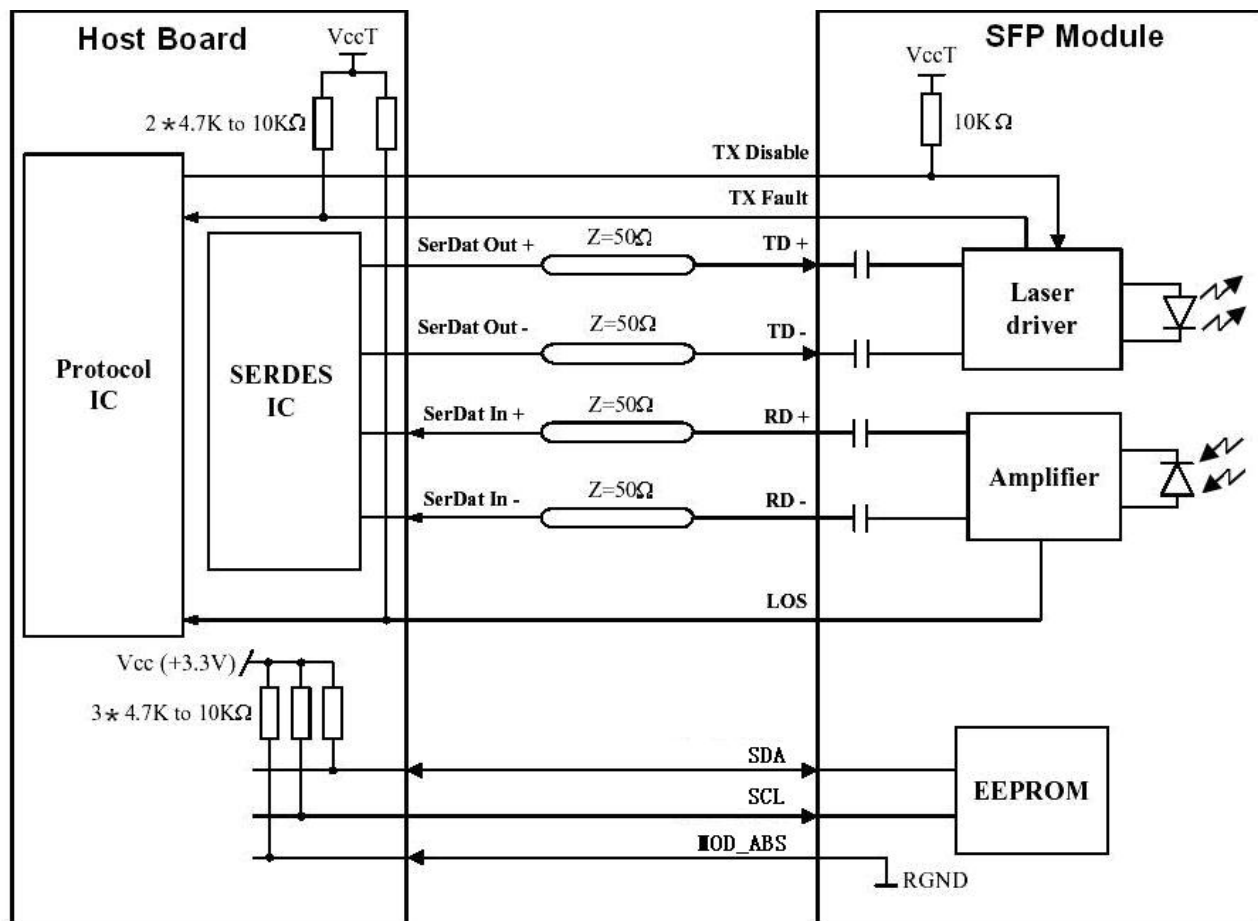 Host Board
SFP Module
VccT
VccT
2*4.7K to 10KΩ
10KΩ
TX Disable
TX Fault
SerDat Out +
Z=50Ω
TD +
Laser
driver
SerDat Out -
Z=50Ω
TD -
Protocol
IC
SERDES
IC
SerDat In +
Z=50Ω
RD +
Amplifier
SerDat In -
Z=50Ω
RD -
LOS
Vcc (+3.3V)
3*4.7K to 10KΩ
SDA
SCL
EEPROM
MOD_ABS
RGND